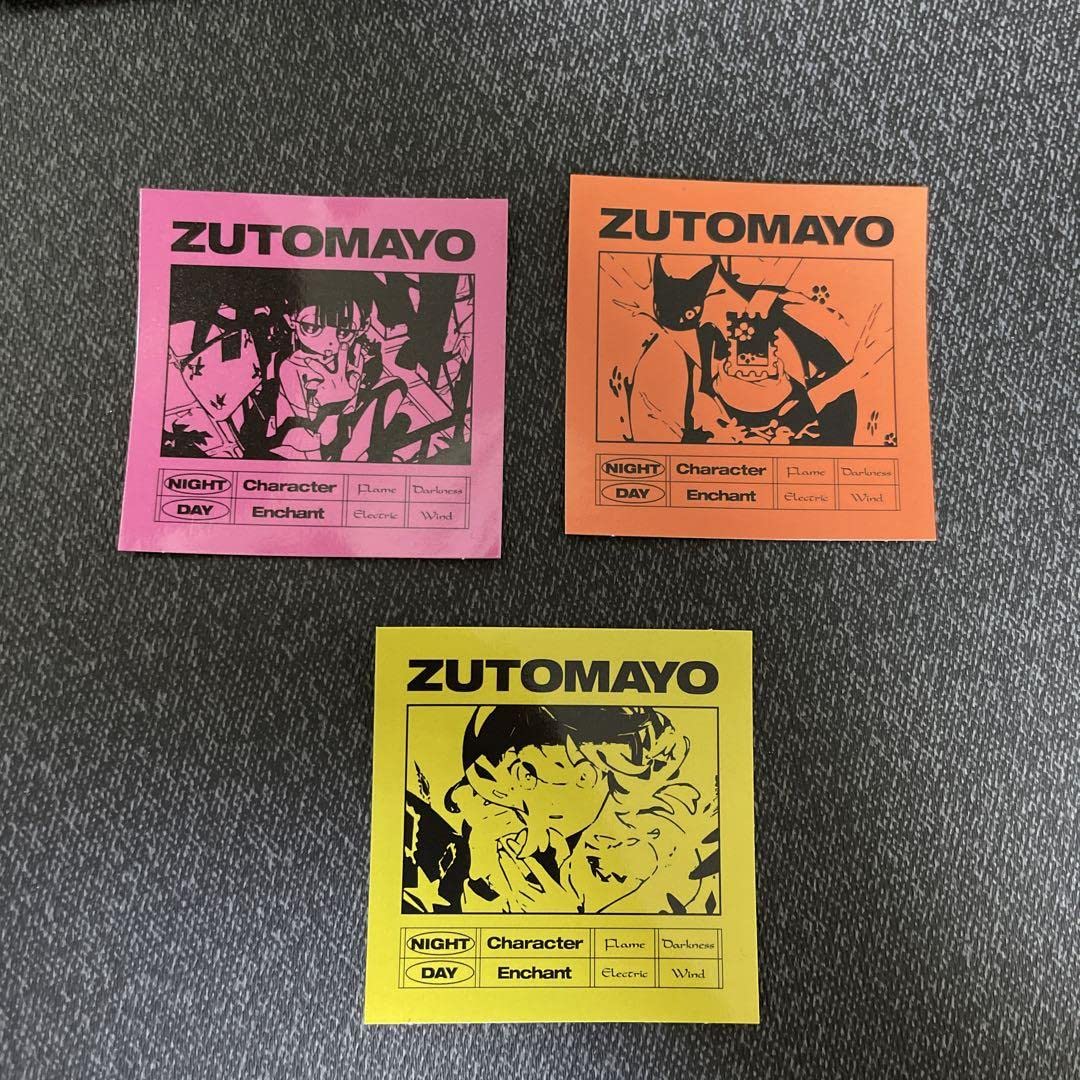 ZUTOMAYO
NIGHT Character Flame Darkness
DAY Enchant Electric Wind
ZUTOMAYO
NIGHT Character Flame Darkness
DAY Enchant Electric Wind
ZUTOMAYO
NIGHT Character Flame Darkness
DAY Enchant Electric Wind